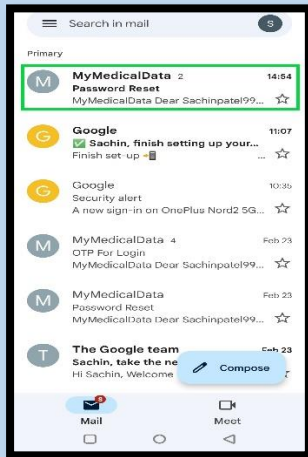 Search in mail
S
Primary
M
MyMedicalData 2
14:54
Password Reset
MyMedicalData Dear Sachinpatel99...
G
Google
11:07
✅ Sachin, finish setting up your...
Finish set-up 📲
...
G
Google
10:35
Security alert
A new sign-in on OnePlus Nord2 5G...
M
MyMedicalData 4
Feb 23
OTP For Login
MyMedicalData Dear Sachinpatel99...
M
MyMedicalData
Feb 23
Password Reset
MyMedicalData Dear Sachinpatel99...
T
The Google team
Feb 23
Sachin, take the ne
Hi Sachin, Welcome
Compose
Mail
Meet